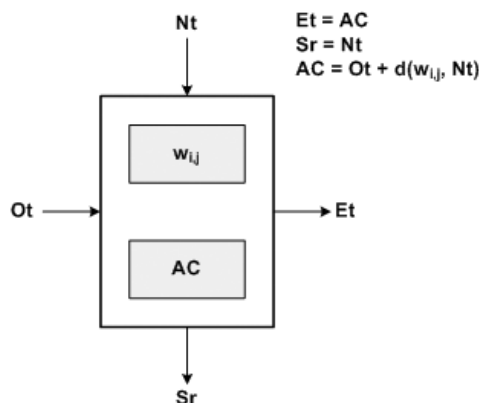 Nt
Et = AC
Sr = Nt
AC = Ot + d(wi,j, Nt)
wi,j
Ot
Et
AC
Sr